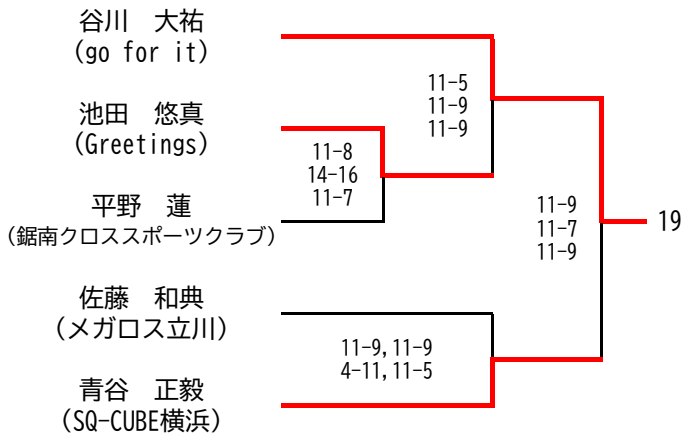 谷川　大祐
(go for it)
池田　悠真
(Greetings)
平野　蓮
(鋸南クロススポーツクラブ)
佐藤　和典
(メガロス立川)
青谷　正毅
(SQ-CUBE横浜)
11-8
14-16
11-7
11-5
11-9
11-9
11-9,11-9
4-11,11-5
11-9
11-7
11-9
19